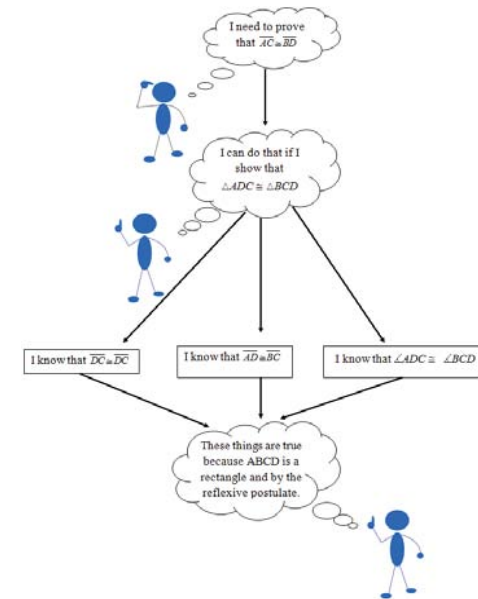 I need to prove
that AC ≅ BD
I can do that if I
show that
△ADC ≅ △BCD
I know that DC ≅ DC
I know that AD ≅ BC
I know that ∠ADC ≅ ∠BCD
These things are true
because ABCD is a
rectangle and by the
reflexive postulate.